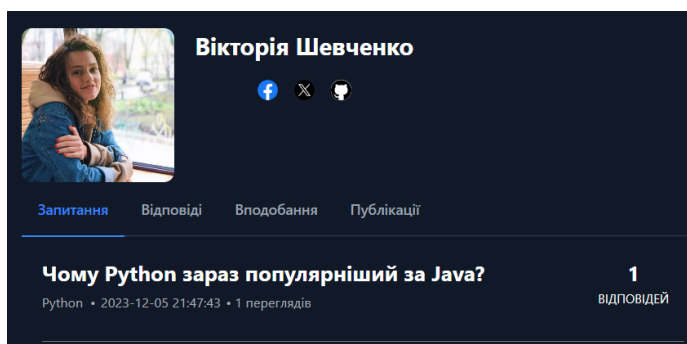 Вікторія Шевченко
Запитання Відповіді Вподобання Публікації
Чому Python зараз популярніший за Java?
Python • 2023-12-05 21:47:43 • 1 переглядів
1
ВІДПОВІДЕЙ